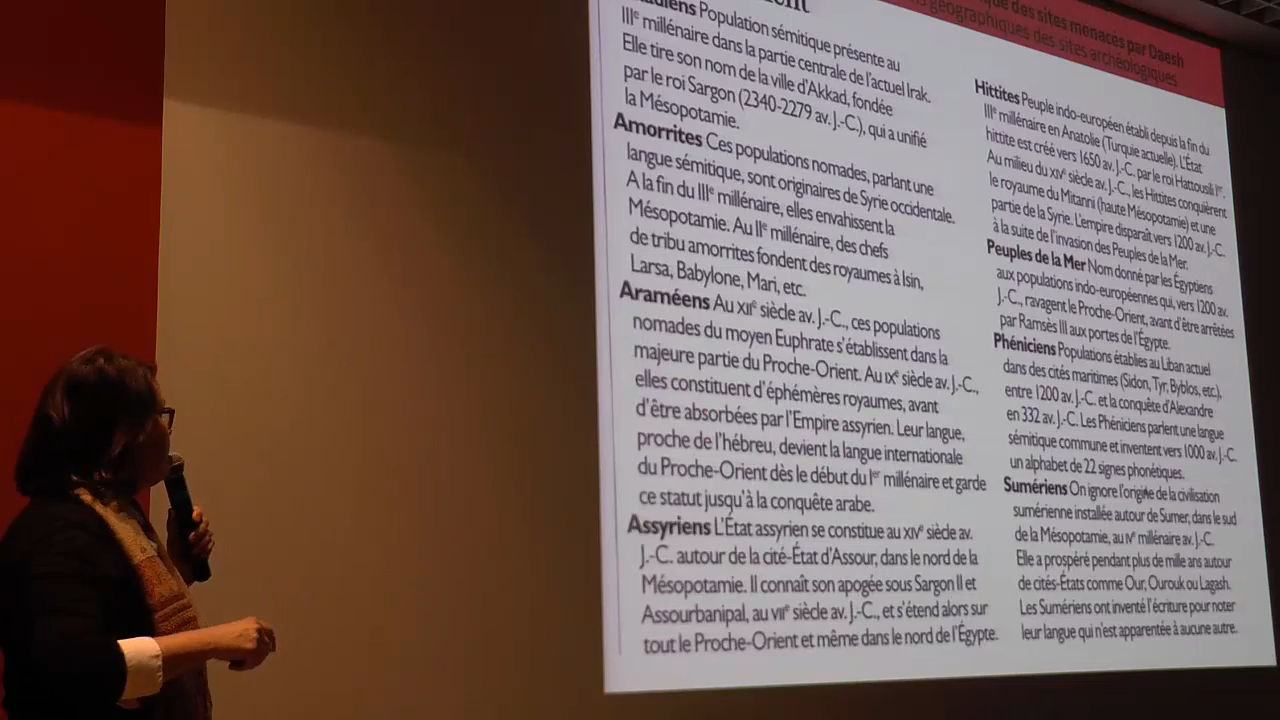 que des sites menacés par Daesh
géographiques des sites archéologiques
Population sémitique présente au
IIIe millénaire dans la partie centrale de l'actuel Irak.
Elle tire son nom de la ville d'Akkad, fondée
par le roi Sargon (2340-2279 av. J.-C.), qui a unifié
la Mésopotamie.
Amorrites Ces populations nomades, parlant une
langue sémitique, sont originaires de Syrie occidentale.
A la fin du IIIe millénaire, elles envahissent la
Mésopotamie. Au IIe millénaire, des chefs
de tribu amorrites fondent des royaumes à Isin,
Larsa, Babylone, Mari, etc.
Araméens Au XIIe siècle av. J.-C., ces populations
nomades du moyen Euphrate s'établissent dans la
majeure partie du Proche-Orient. Au IXe siècle av. J.-C.,
elles constituent d'éphémères royaumes, avant
d'être absorbées par l'Empire assyrien. Leur langue,
proche de l'hébreu, devient la langue internationale
du Proche-Orient dès le début du Ier millénaire et garde
ce statut jusqu'à la conquête arabe.
Assyriens L'État assyrien se constitue au XIVe siècle av.
J.-C. autour de la cité-État d'Assour, dans le nord de la
Mésopotamie. Il connaît son apogée sous Sargon II et
Assourbanipal, au VIIe siècle av. J.-C., et s'étend alors sur
tout le Proche-Orient et même dans le nord de l'Égypte.
Hittites Peuple indo-européen établi depuis la fin du
IIIe millénaire en Anatolie (Turquie actuelle). L'État
hittite est créé vers 1650 av. J.-C. par le roi Hattousili Ier.
Au milieu du XIVe siècle av. J.-C., les Hittites conquièrent
le royaume du Mitanni (haute Mésopotamie) et une
partie de la Syrie. L'empire disparaît vers 1200 av. J.-C.
à la suite de l'invasion des Peuples de la Mer.
Peuples de la Mer Nom donné par les Égyptiens
aux populations indo-européennes qui, vers 1200 av.
J.-C., ravagent le Proche-Orient, avant d'être arrêtées
par Ramsès III aux portes de l'Égypte.
Phéniciens Populations établies au Liban actuel
dans des cités maritimes (Sidon, Tyr, Byblos, etc.),
entre 1200 av. J.-C. et la conquête d'Alexandre
en 332 av. J.-C. Les Phéniciens parlent une langue
sémitique commune et inventent vers 1000 av. J.-C.
un alphabet de 22 signes phonétiques.
Sumériens On ignore l'origine de la civilisation
sumérienne installée autour de Sumer, dans le sud
de la Mésopotamie, au IVe millénaire av. J.-C.
Elle a prospéré pendant plus de mille ans autour
de cités-États comme Our, Ourouk ou Lagash.
Les Sumériens ont inventé l'écriture pour noter
leur langue qui n'est apparentée à aucune autre.